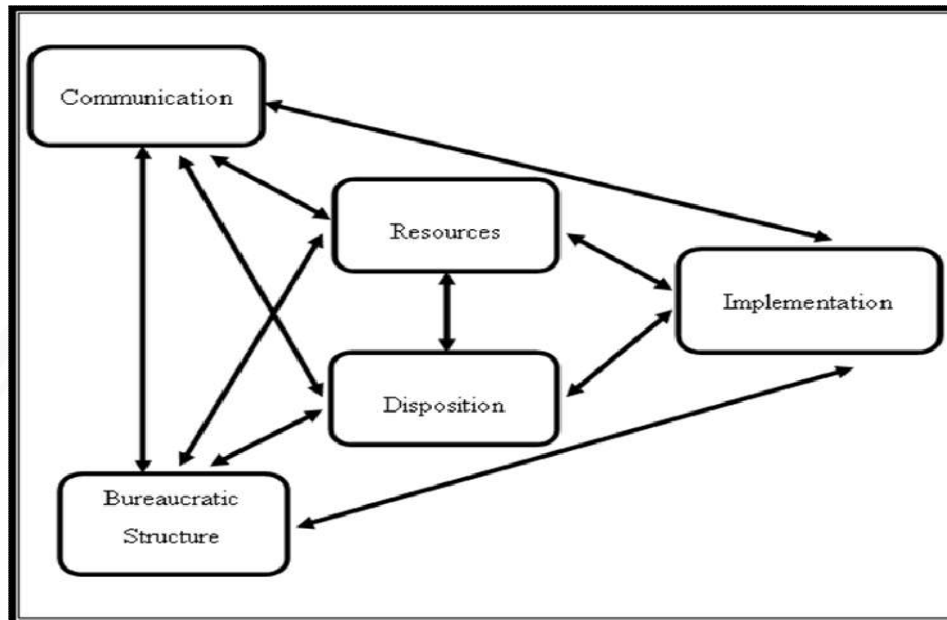 Communication
Resources
Implementation
Disposition
Bureaucratic
Structure